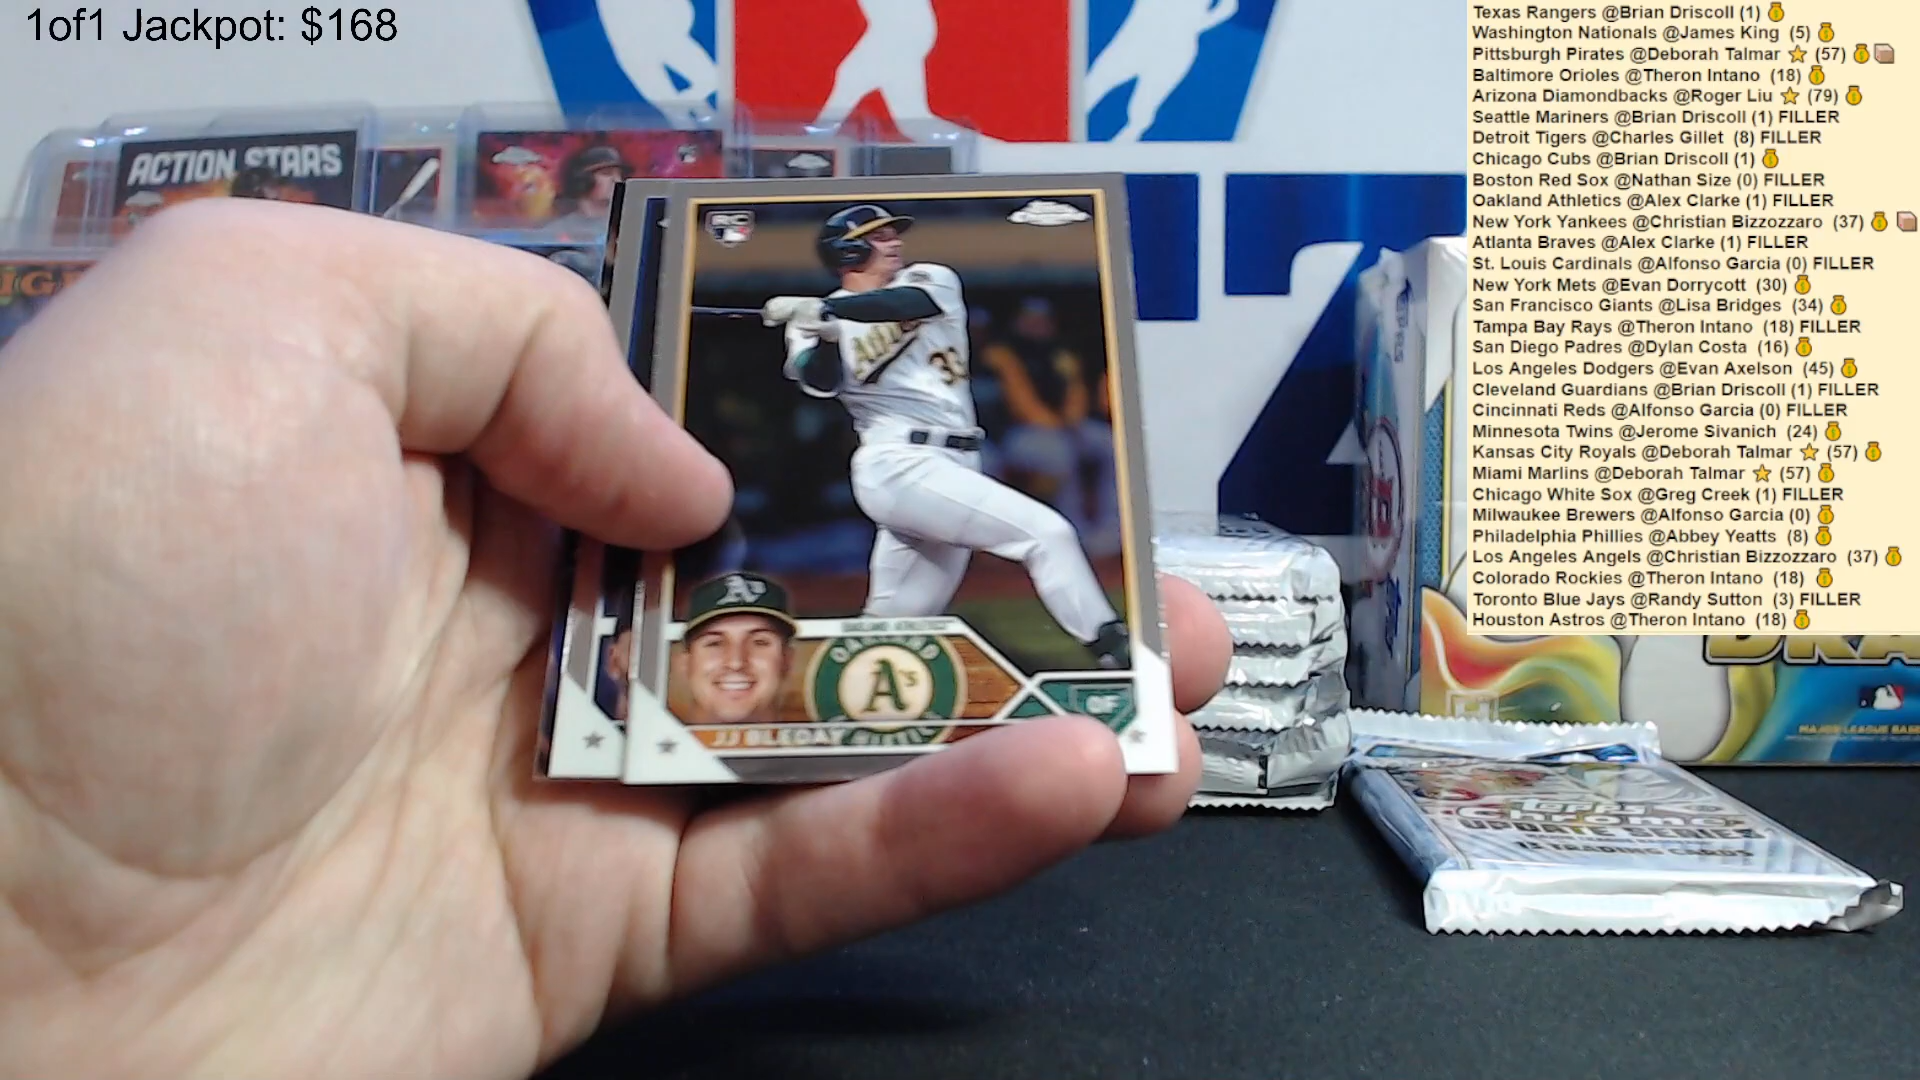 1of1 Jackpot: $168
Texas Rangers @Brian Driscoll (1)
Washington Nationals @James King (5)
Pittsburgh Pirates @Deborah Talmar (57)
Baltimore Orioles @Theron Intano (18)
Arizona Diamondbacks @Roger Liu (79)
Seattle Mariners @Brian Driscoll (1) FILLER
Detroit Tigers @Charles Gillet (8) FILLER
Chicago Cubs @Brian Driscoll (1)
Boston Red Sox @Nathan Size (0) FILLER
Oakland Athletics @Alex Clarke (1) FILLER
New York Yankees @Christian Bizzozzaro (37)
Atlanta Braves @Alex Clarke (1) FILLER
St. Louis Cardinals @Alfonso Garcia (0) FILLER
New York Mets @Evan Dorrycott (30)
San Francisco Giants @Lisa Bridges (34)
Tampa Bay Rays @Theron Intano (18) FILLER
San Diego Padres @Dylan Costa (16)
Los Angeles Dodgers @Evan Axelson (45)
Cleveland Guardians @Brian Driscoll (1) FILLER
Cincinnati Reds @Alfonso Garcia (0) FILLER
Minnesota Twins @Jerome Sivanich (24)
Kansas City Royals @Deborah Talmar (57)
Miami Marlins @Deborah Talmar (57)
Chicago White Sox @Greg Creek (1) FILLER
Milwaukee Brewers @Alfonso Garcia (0)
Philadelphia Phillies @Abbey Yeatts (8)
Los Angeles Angels @Christian Bizzozzaro (37)
Colorado Rockies @Theron Intano (18)
Toronto Blue Jays @Randy Sutton (3) FILLER
Houston Astros @Theron Intano (18)
ACTION STARS
RC
Athletics
OAKLAND ATHLETICS
OAKLAND
A's
OF
JJ BLEDAY
Topps
Chrome
UPDATE SERIES
13 TRADING CARDS